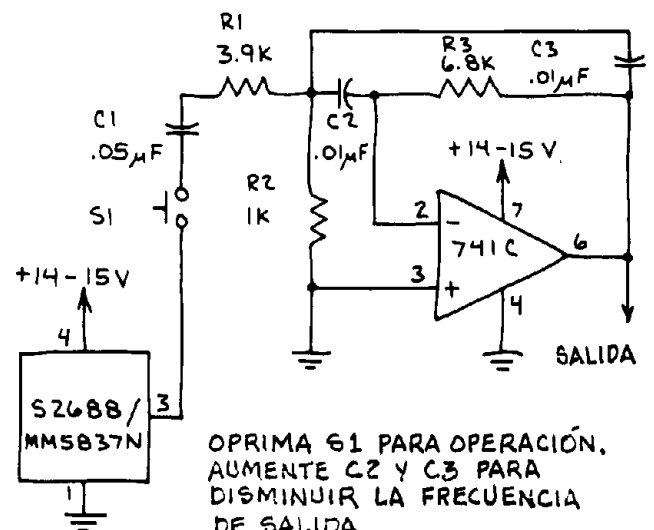 R1
3.9K
R3
6.8K
C3
.01µF
C1
.05µF
C2
.01µF
+14-15 V.
R2
1K
S1
2
-
7
741C
6
3
+
4
+14-15V
4
SALIDA
S2688/
MM5837N
3
1
OPRIMA S1 PARA OPERACIÓN.
AUMENTE C2 Y C3 PARA
DISMINUIR LA FRECUENCIA
DE SALIDA